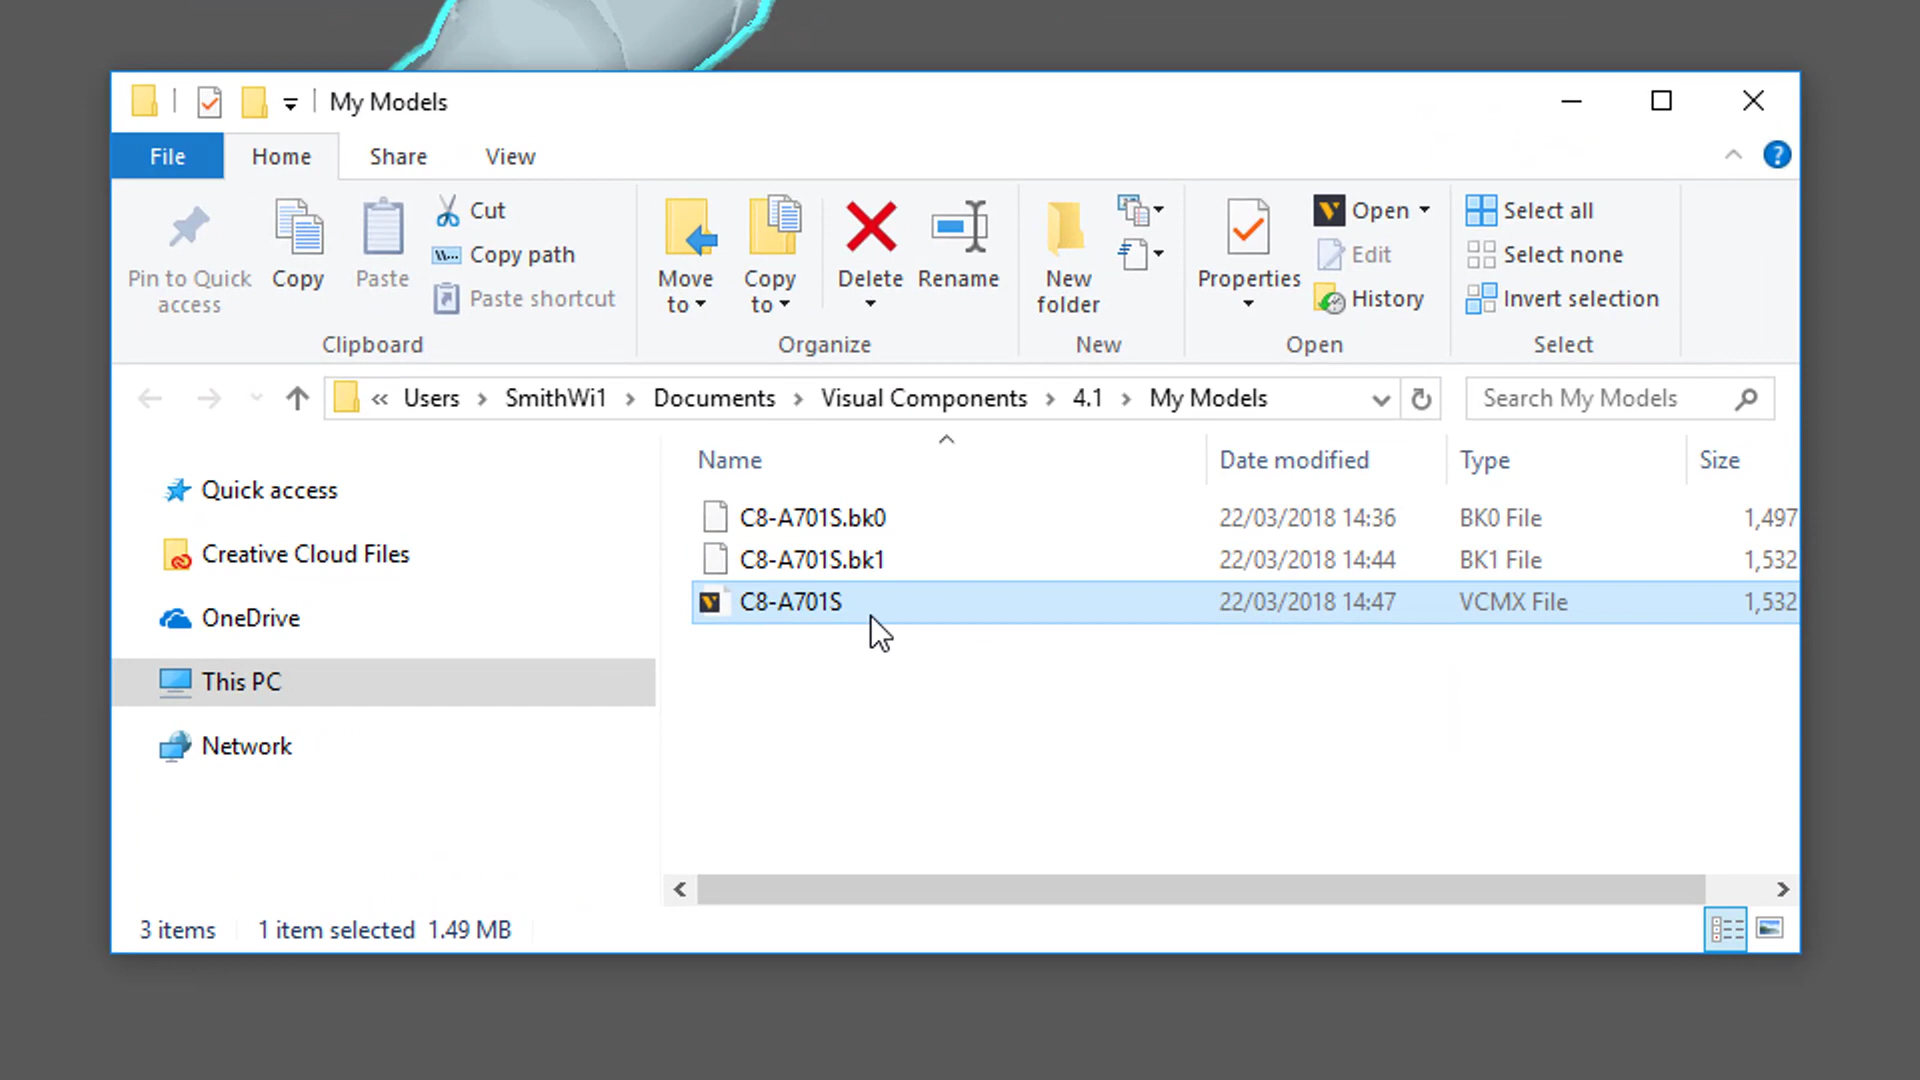 My Models
File Home Share View
Pin to Quick access
Copy
Paste
Cut
Copy path
Paste shortcut
Clipboard
Move to
Copy to
Delete
Rename
Organize
New folder
New
Properties
Open
Edit
History
Open
Select all
Select none
Invert selection
Select
« Users > SmithWi1 > Documents > Visual Components > 4.1 > My Models
Search My Models
Quick access
Creative Cloud Files
OneDrive
This PC
Network
Name Date modified Type Size
C8-A701S.bk0 22/03/2018 14:36 BK0 File 1,497
C8-A701S.bk1 22/03/2018 14:44 BK1 File 1,532
C8-A701S 22/03/2018 14:47 VCMX File 1,532
3 items 1 item selected 1.49 MB